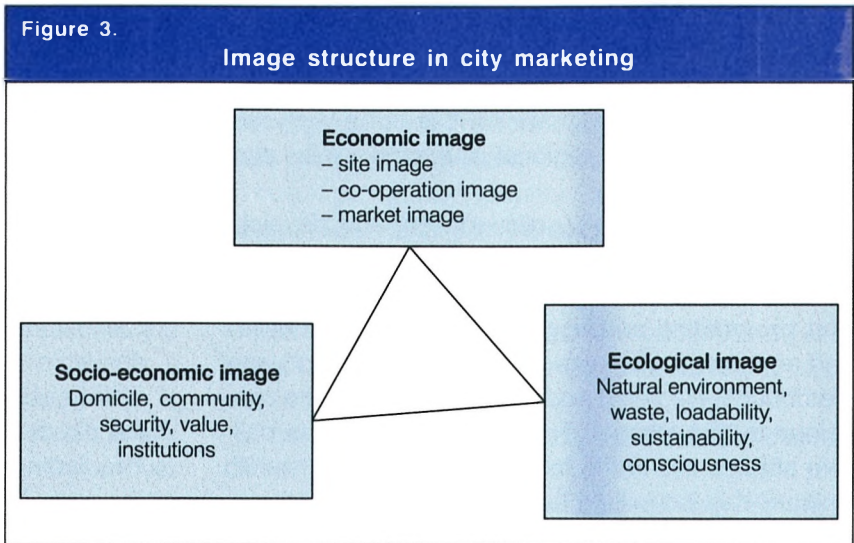 Figure 3.
Image structure in city marketing
Economic image
– site image
– co-operation image
– market image
Socio-economic image
Domicile, community,
security, value,
institutions
Ecological image
Natural environment,
waste, loadability,
sustainability,
consciousness